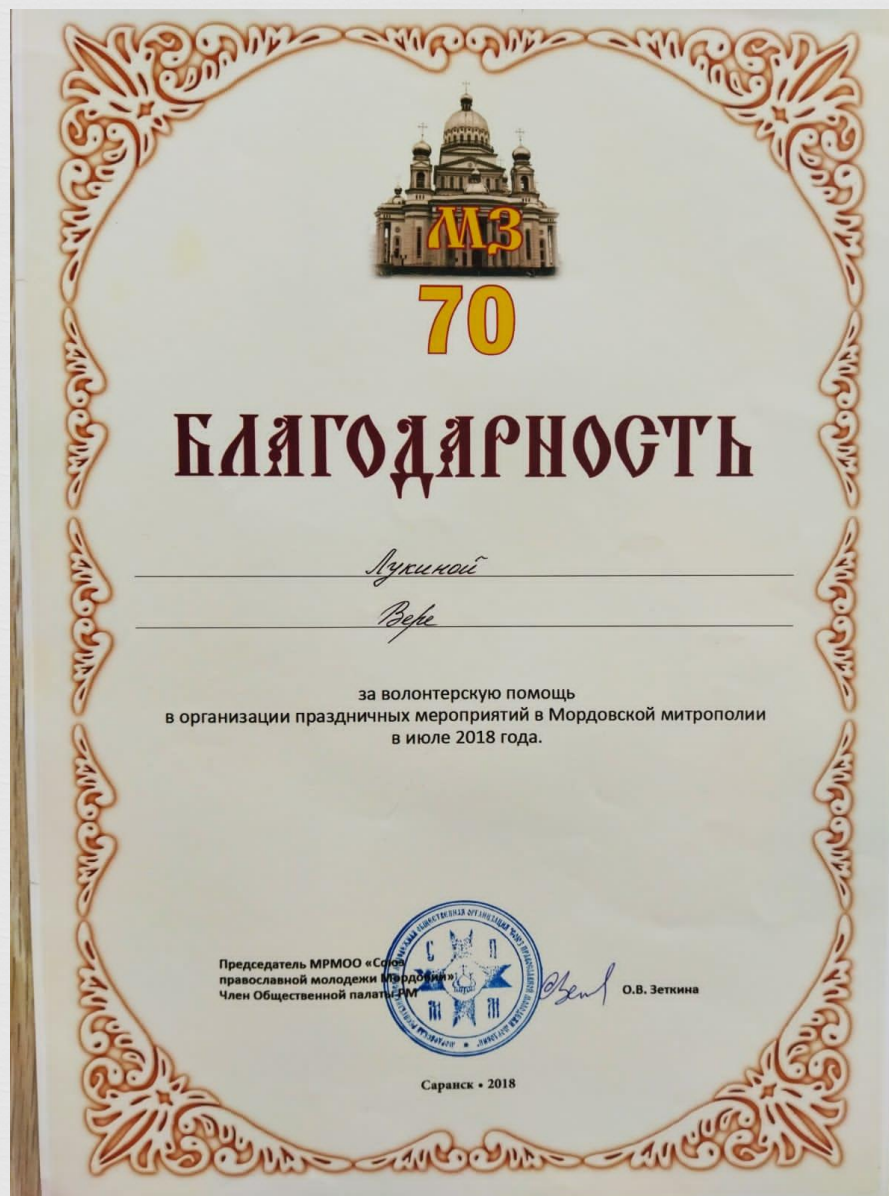 МЗ
70
БЛАГОДАРНОСТЬ
Лукиной
Вере
за волонтерскую помощь
в организации праздничных мероприятий в Мордовской митрополии
в июле 2018 года.
Председатель МРМОО «Союз
православной молодежи Мордовии»
Член Общественной палаты РМ
О.В. Зеткина
С П
М М
Саранск • 2018